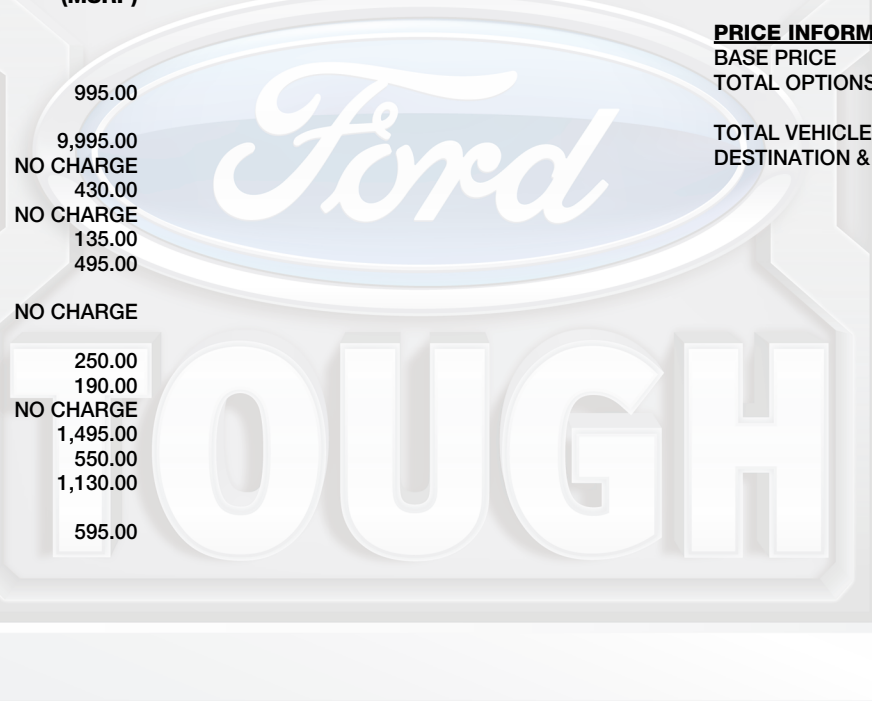 (MSRP)
995.00
9,995.00
NO CHARGE
430.00
NO CHARGE
135.00
495.00
NO CHARGE
250.00
190.00
NO CHARGE
1,495.00
550.00
1,130.00
595.00
PRICE INFORM
BASE PRICE
TOTAL OPTIONS
TOTAL VEHICLE
DESTINATION &
Ford
TOUGH